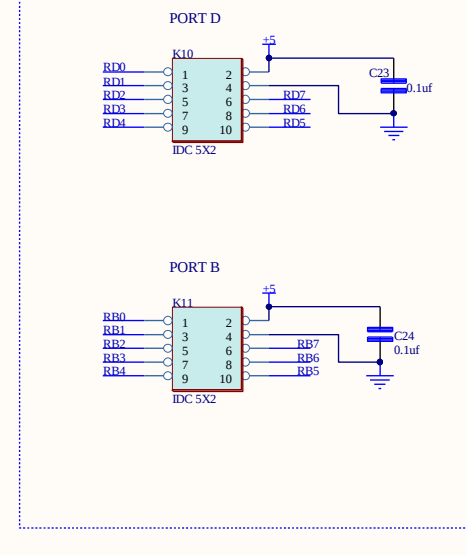 PORT D
K10
+5
RD0 1 2
RD1 3 4
RD2 5 6 RD7
RD3 7 8 RD6
RD4 9 10 RD5
IDC 5X2
C23
0.1uf
PORT B
K11
+5
RB0 1 2
RB1 3 4
RB2 5 6 RB7
RB3 7 8 RB6
RB4 9 10 RB5
IDC 5X2
C24
0.1uf